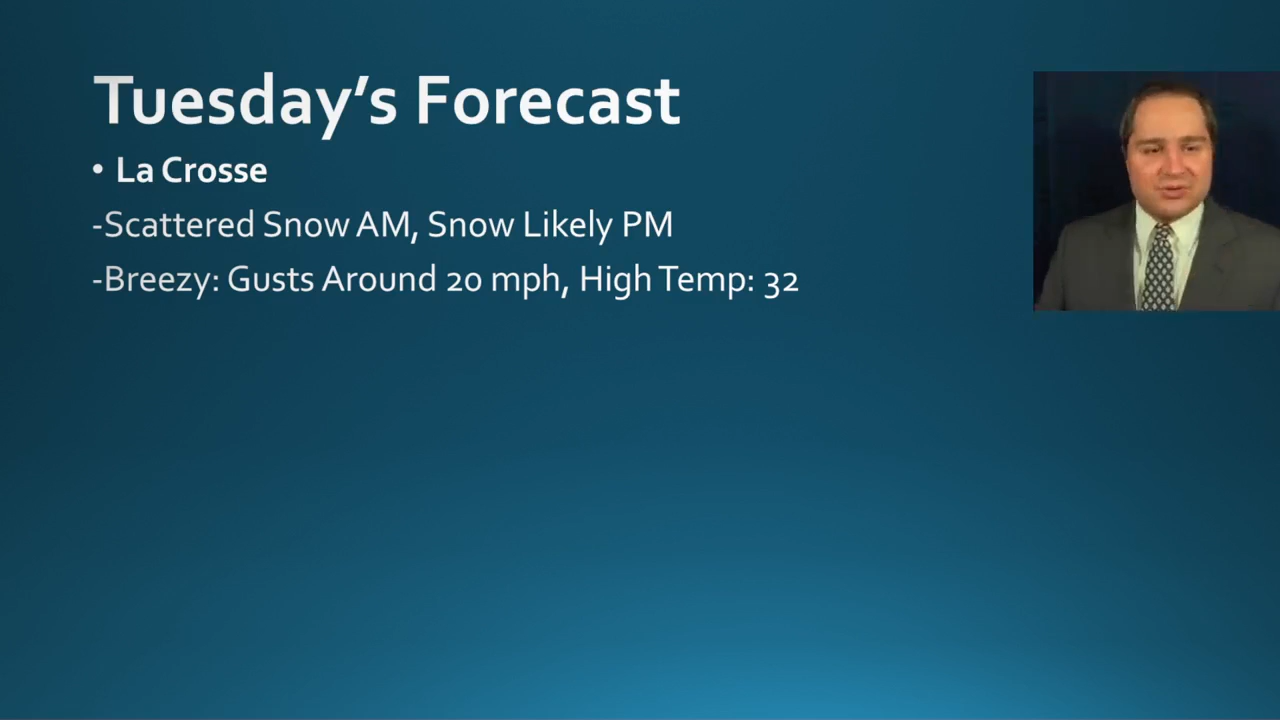 Tuesday’s Forecast
• La Crosse
-Scattered Snow AM, Snow Likely PM
-Breezy: Gusts Around 20 mph, High Temp: 32